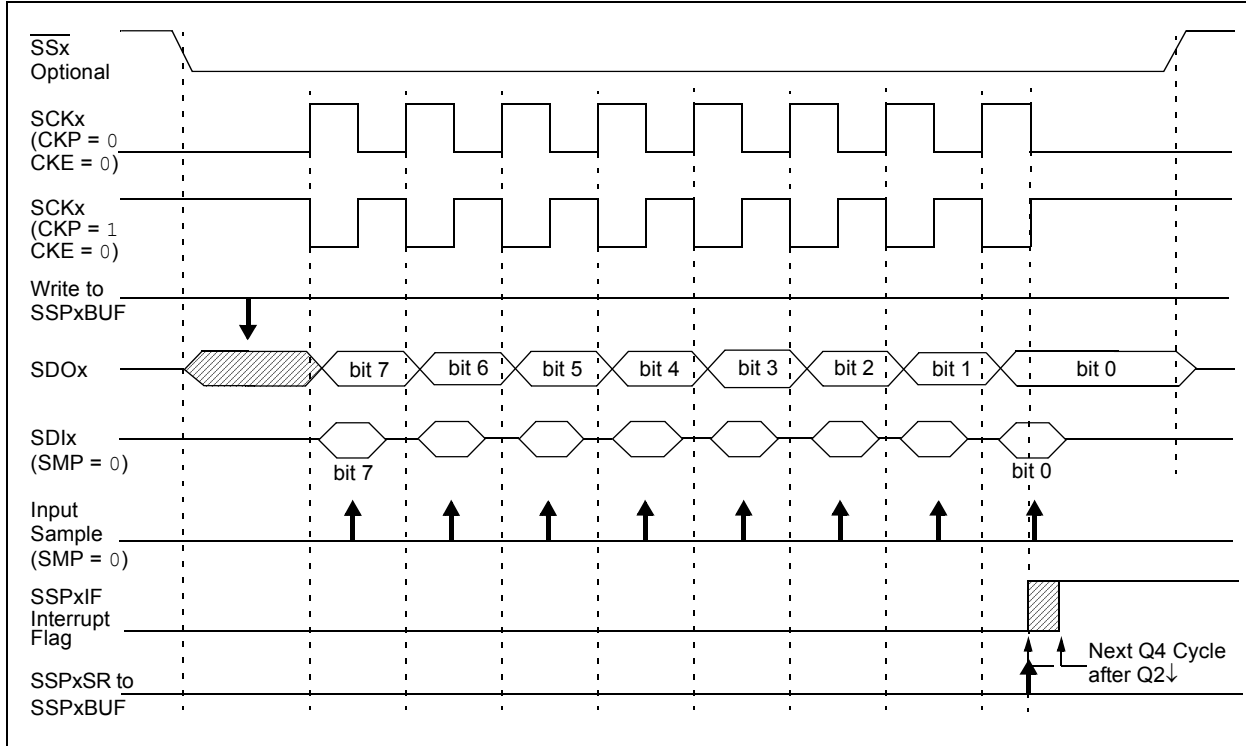 SSx
Optional
SCKx
(CKP = 0
CKE = 0)
SCKx
(CKP = 1
CKE = 0)
Write to
SSPxBUF
SDOx
bit 7
bit 6
bit 5
bit 4
bit 3
bit 2
bit 1
bit 0
SDIx
(SMP = 0)
bit 7
bit 0
Input
Sample
(SMP = 0)
SSPxIF
Interrupt
Flag
Next Q4 Cycle
after Q2↓
SSPxSR to
SSPxBUF